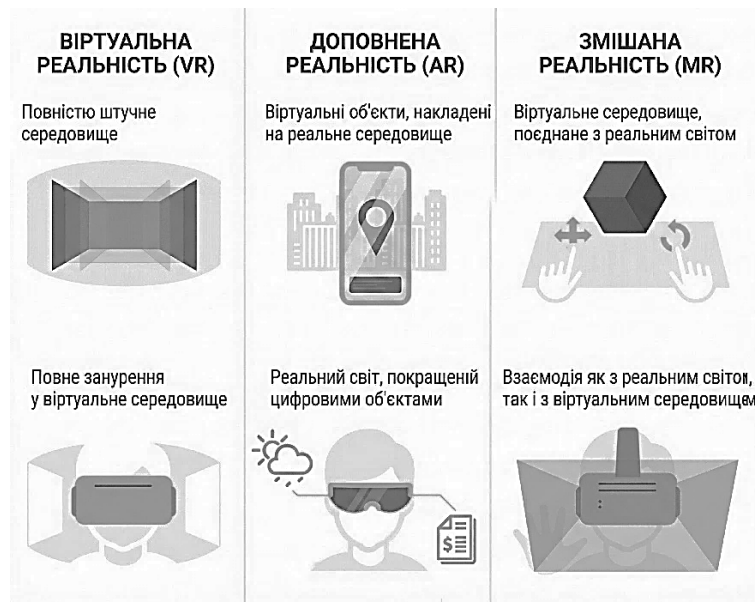 ВІРТУАЛЬНА
РЕАЛЬНІСТЬ (VR)
Повністю штучне
середовище
Повне занурення
у віртуальне середовище
ДОПОВНЕНА
РЕАЛЬНІСТЬ (AR)
Віртуальні об'єкти, накладені
на реальне середовище
Реальний світ, покращеній
цифровими об'єктами
$
ЗМІШАНА
РЕАЛЬНІСТЬ (MR)
Віртуальне середовище,
поєднане з реальним світом
Взаємодія як з реальним світом,
так і з віртуальним середовищем